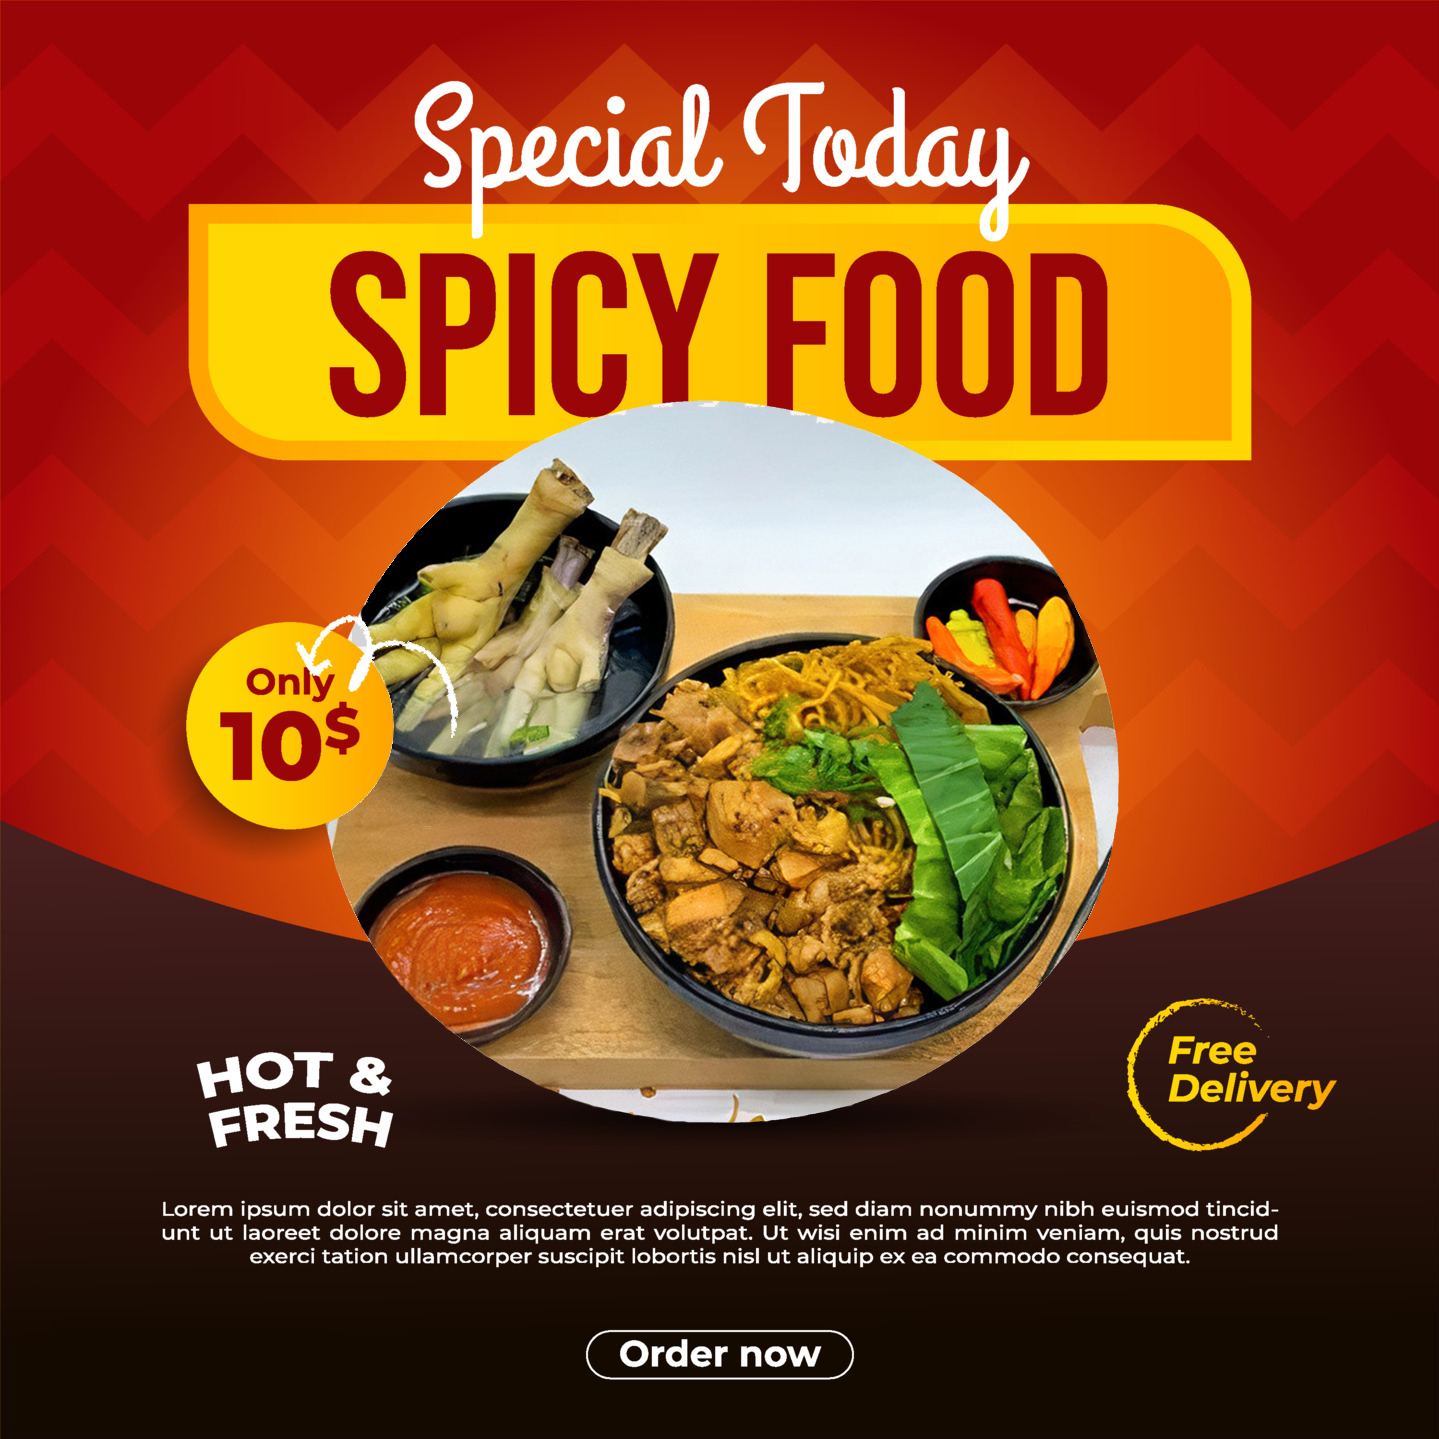 Special Today
SPICY FOOD
Only
10$
HOT &
FRESH
Free
Delivery
Lorem ipsum dolor sit amet, consectetuer adipiscing elit, sed diam nonummy nibh euismod tincid-
unt ut laoreet dolore magna aliquam erat volutpat. Ut wisi enim ad minim veniam, quis nostrud
exerci tation ullamcorper suscipit lobortis nisl ut aliquip ex ea commodo consequat.
Order now